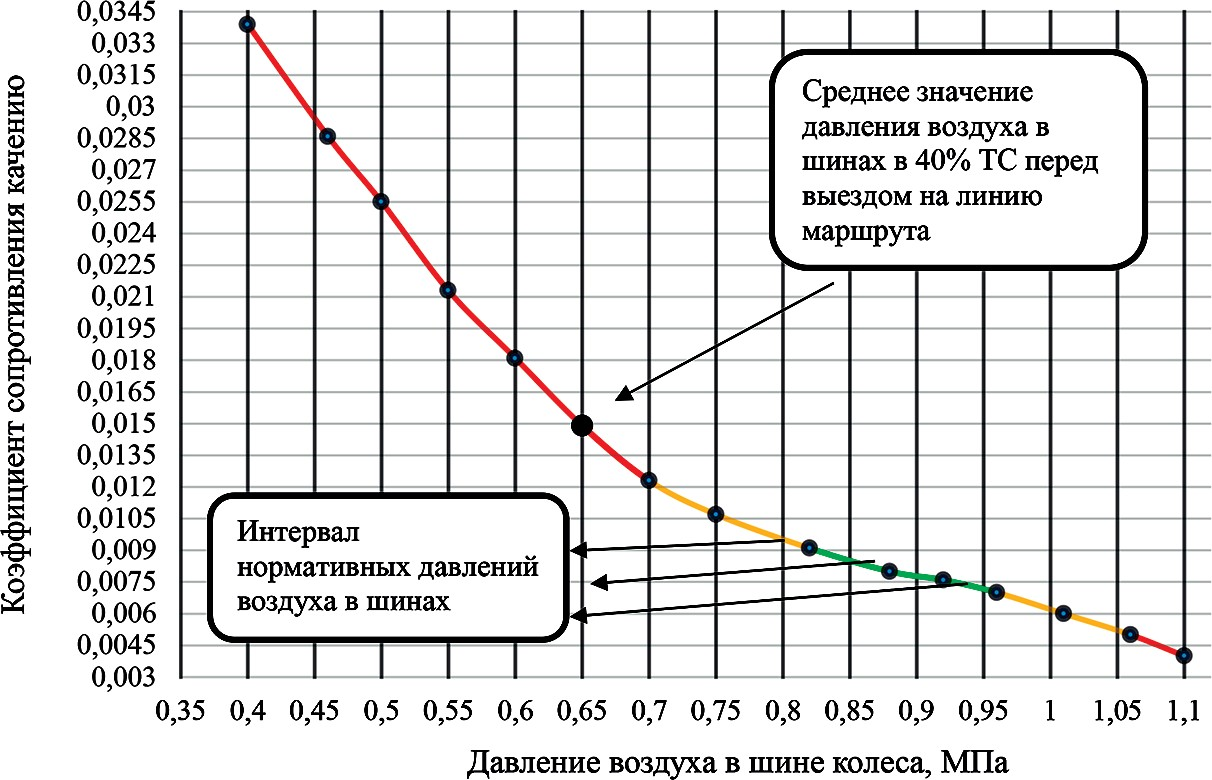 Коэффициент сопротивления качению
0,0345
0,033
0,0315
0,03
0,0285
0,027
0,0255
0,024
0,0225
0,021
0,0195
0,018
0,0165
0,015
0,0135
0,012
0,0105
0,009
0,0075
0,006
0,0045
0,003
Среднее значение
давления воздуха в
шинах в 40% ТС перед
выездом на линию
маршрута
Интервал
нормативных давлений
воздуха в шинах
0,35 0,4 0,45 0,5 0,55 0,6 0,65 0,7 0,75 0,8 0,85 0,9 0,95 1 1,05 1,1
Давление воздуха в шине колеса, МПа